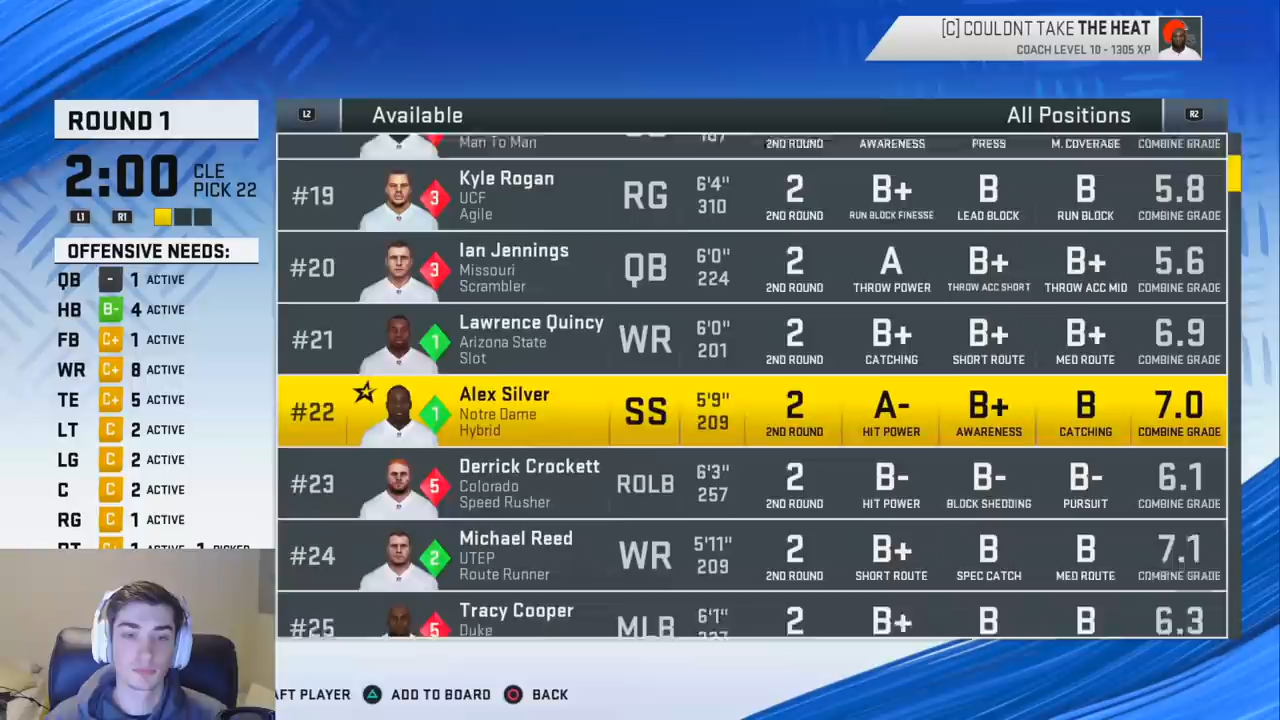 [C] COULDNT TAKE THE HEAT
COACH LEVEL 10 - 1305 XP
ROUND 1
2:00 CLE PICK 22
L1 R1
OFFENSIVE NEEDS:
QB - 1 ACTIVE
HB B- 4 ACTIVE
FB C+ 1 ACTIVE
WR C+ 8 ACTIVE
TE C+ 5 ACTIVE
LT C 2 ACTIVE
LG C 2 ACTIVE
C C 2 ACTIVE
RG C 1 ACTIVE
L2 Available All Positions R2
Man To Man 2ND ROUND AWARENESS PRESS M. COVERAGE COMBINE GRADE
#19 3 Kyle Rogan RG 6'4" 2 B+ B B 5.8
UCF 310 2ND ROUND RUN BLOCK FINESSE LEAD BLOCK RUN BLOCK COMBINE GRADE
Agile
#20 3 Ian Jennings QB 6'0" 2 A B+ B+ 5.6
Missouri 224 2ND ROUND THROW POWER THROW ACC SHORT THROW ACC MID COMBINE GRADE
Scrambler
#21 1 Lawrence Quincy WR 6'0" 2 B+ B+ B+ 6.9
Arizona State 201 2ND ROUND CATCHING SHORT ROUTE MED ROUTE COMBINE GRADE
Slot
#22 1 Alex Silver SS 5'9" 2 A- B+ B 7.0
Notre Dame 209 2ND ROUND HIT POWER AWARENESS CATCHING COMBINE GRADE
Hybrid
#23 5 Derrick Crockett ROLB 6'3" 2 B- B- B- 6.1
Colorado 257 2ND ROUND HIT POWER BLOCK SHEDDING PURSUIT COMBINE GRADE
Speed Rusher
#24 2 Michael Reed WR 5'11" 2 B+ B B 7.1
UTEP 209 2ND ROUND SHORT ROUTE SPEC CATCH MED ROUTE COMBINE GRADE
Route Runner
#25 5 Tracy Cooper MLB 6'1" 2 B+ B B 6.3
Duke
AFT PLAYER ADD TO BOARD BACK